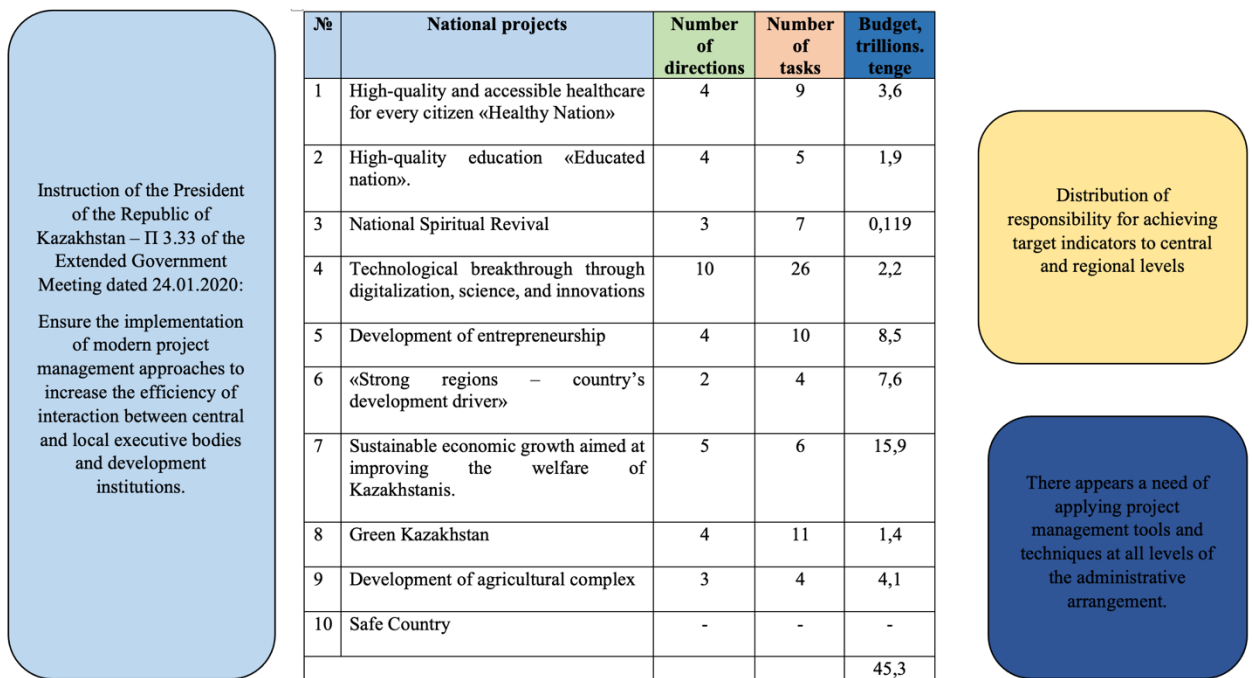 Instruction of the President
of the Republic of
Kazakhstan – П 3.33 of the
Extended Government
Meeting dated 24.01.2020:
Ensure the implementation
of modern project
management approaches to
increase the efficiency of
interaction between central
and local executive bodies
and development
institutions.
№ National projects Number of directions Number of tasks Budget, trillions. tenge
1 High-quality and accessible healthcare for every citizen «Healthy Nation» 4 9 3,6
2 High-quality education «Educated nation». 4 5 1,9
3 National Spiritual Revival 3 7 0,119
4 Technological breakthrough through digitalization, science, and innovations 10 26 2,2
5 Development of entrepreneurship 4 10 8,5
6 «Strong regions – country’s development driver» 2 4 7,6
7 Sustainable economic growth aimed at improving the welfare of Kazakhstanis. 5 6 15,9
8 Green Kazakhstan 4 11 1,4
9 Development of agricultural complex 3 4 4,1
10 Safe Country - - -
45,3
Distribution of
responsibility for achieving
target indicators to central
and regional levels
There appears a need of
applying project
management tools and
techniques at all levels of
the administrative
arrangement.